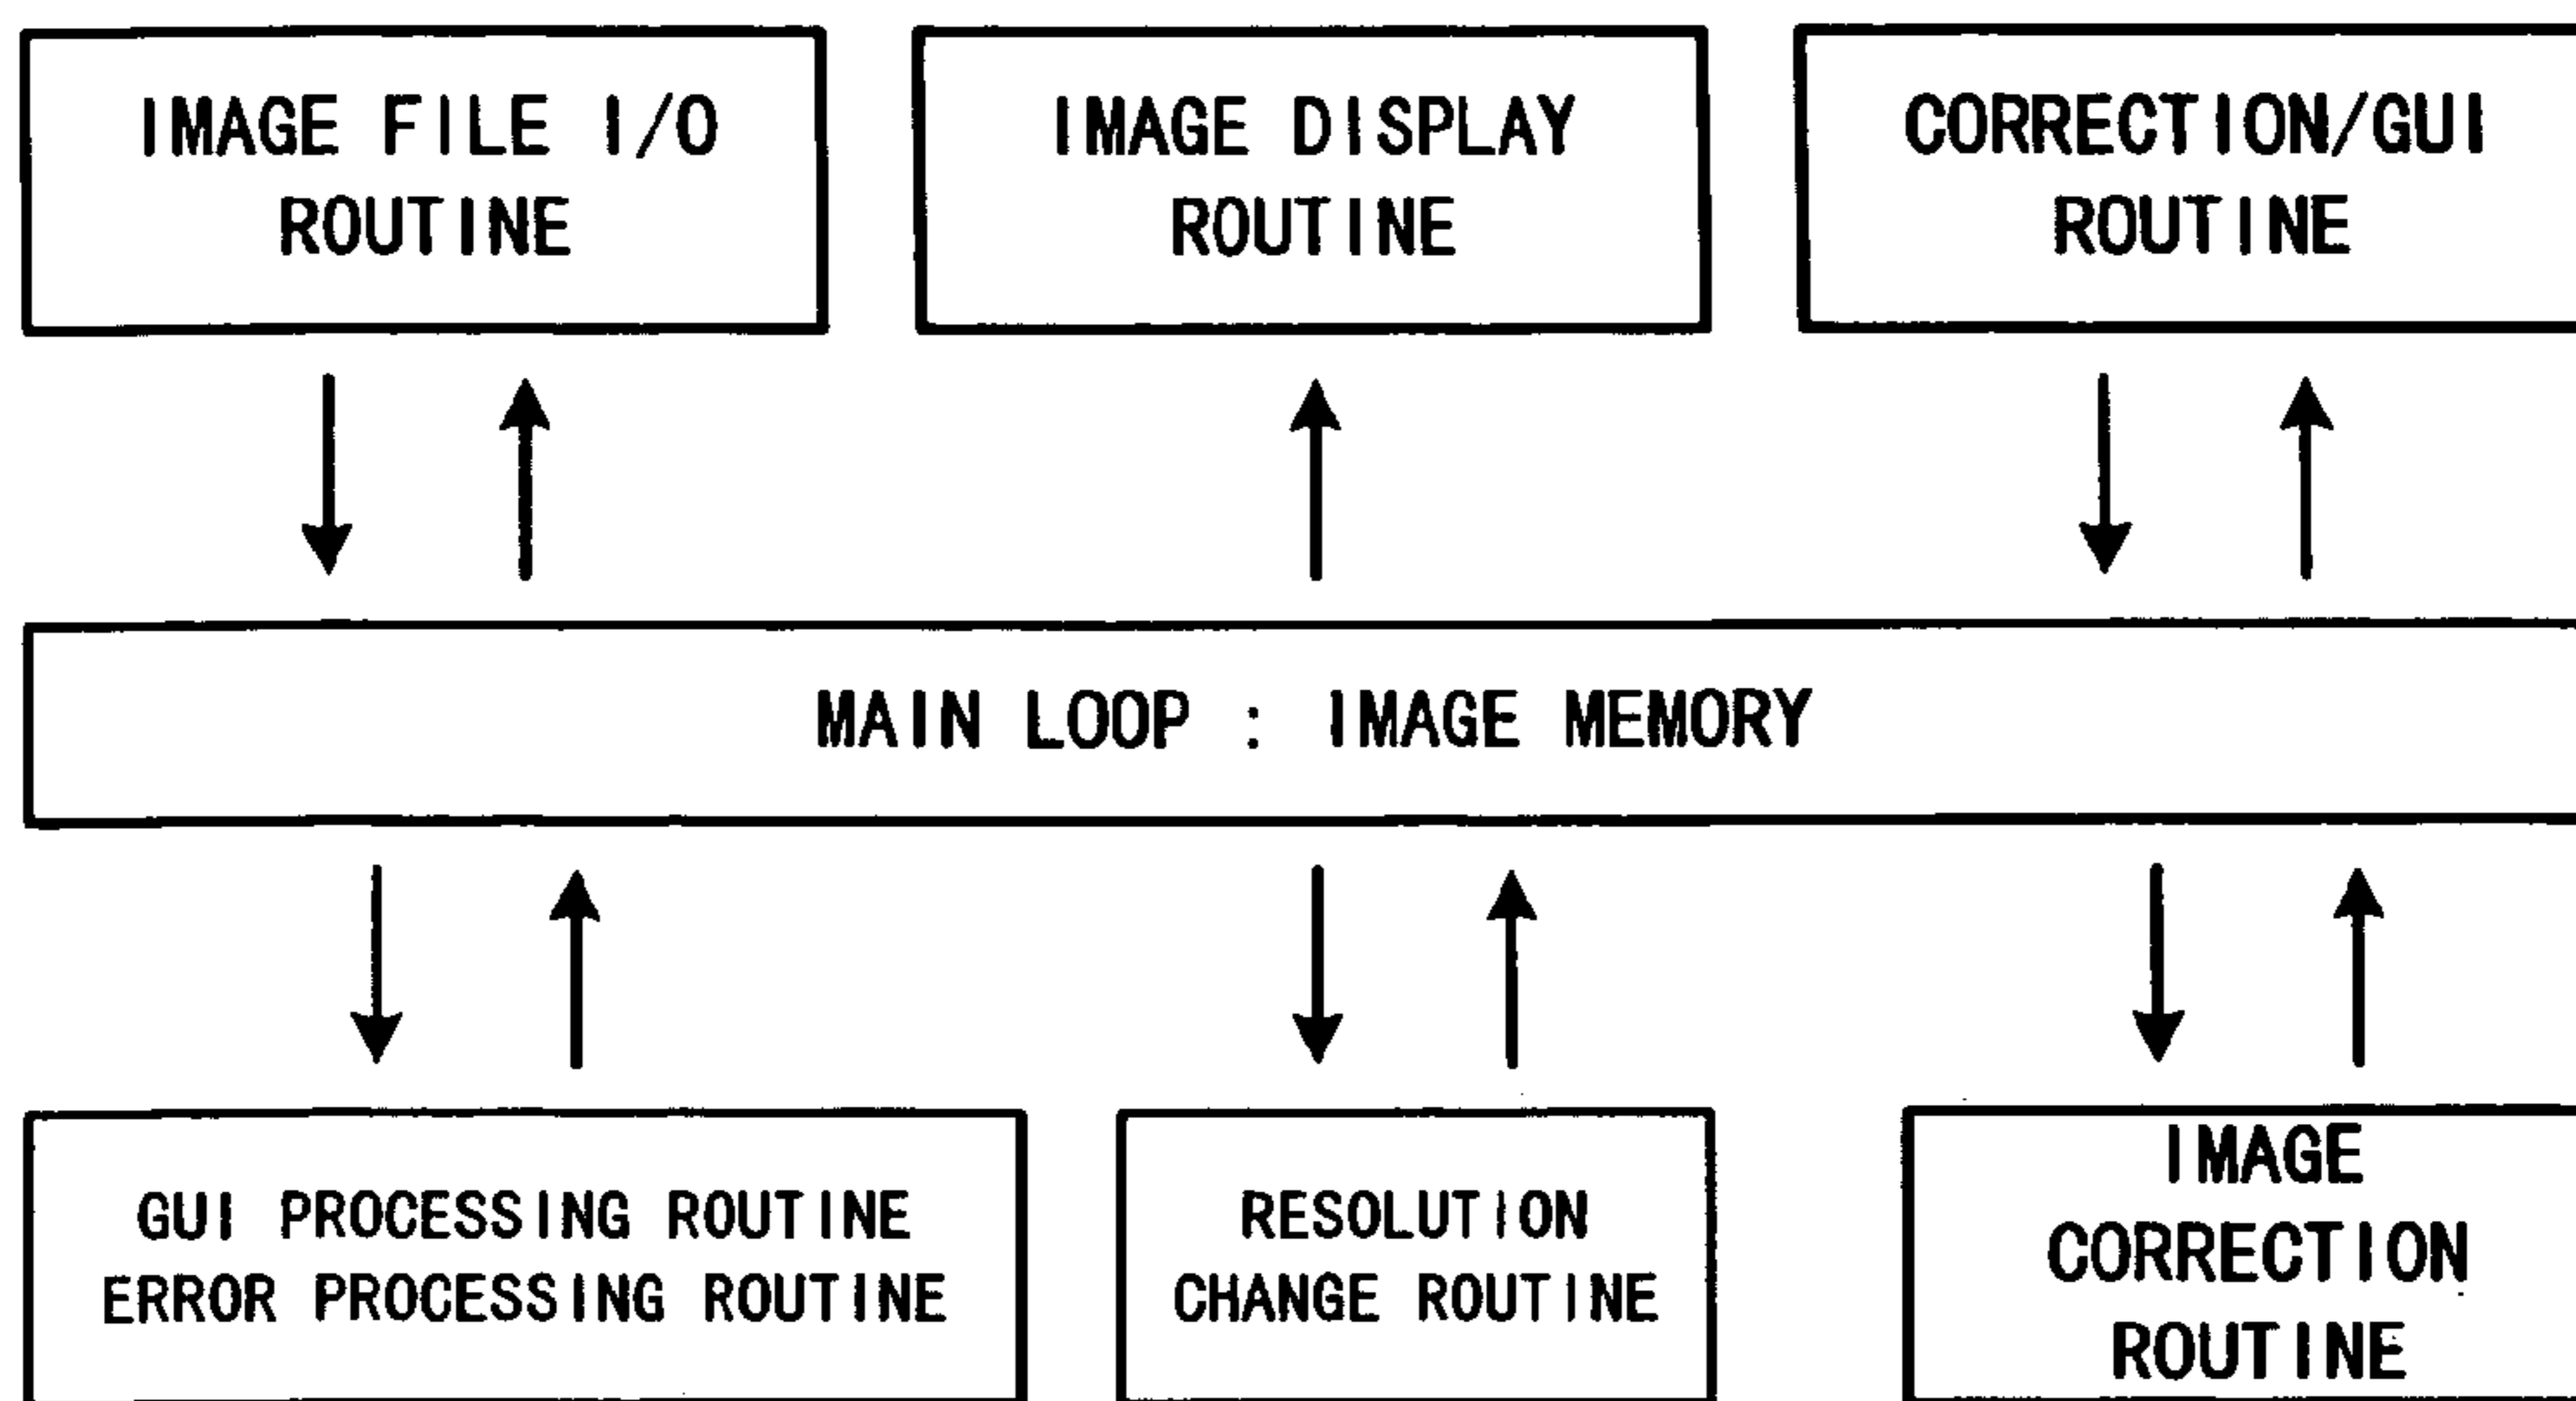 IMAGE FILE I/O
ROUTINE
IMAGE DISPLAY
ROUTINE
CORRECTION/GUI
ROUTINE
MAIN LOOP : IMAGE MEMORY
GUI PROCESSING ROUTINE
ERROR PROCESSING ROUTINE
RESOLUTION
CHANGE ROUTINE
IMAGE
CORRECTION
ROUTINE